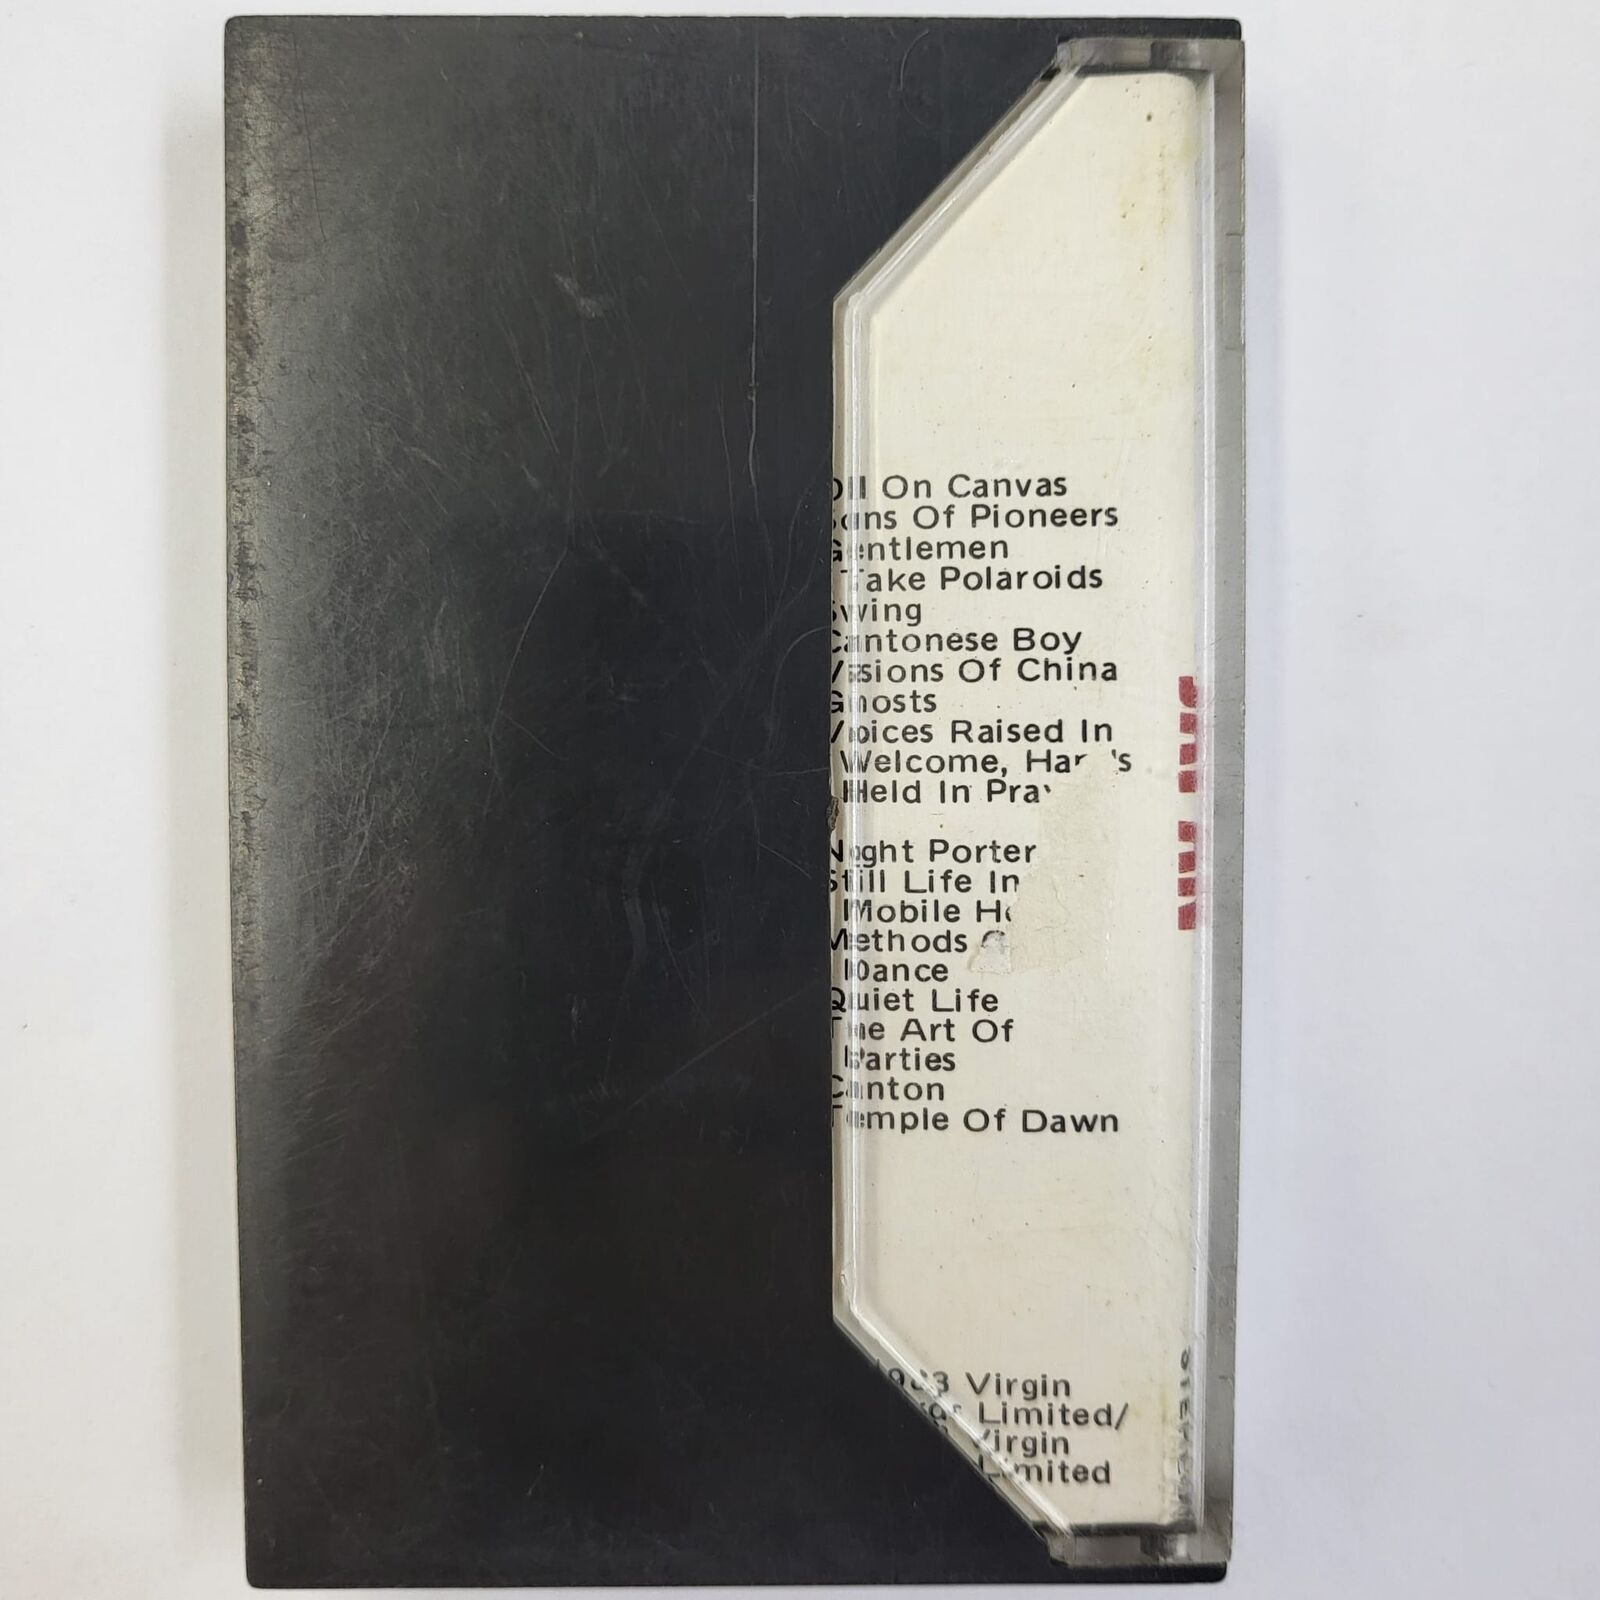 Oil On Canvas
Sons Of Pioneers
Gentlemen
Take Polaroids
Swing
Cantonese Boy
Visions Of China
Ghosts
Voices Raised In
Welcome, Hands
Held In
Night Porter
Still Life In
Mobile
Methods
Dance
Quiet Life
The Art Of
Parties
Canton
Temple Of Dawn
1983 Virgin
Limited/
Virgin
Limited